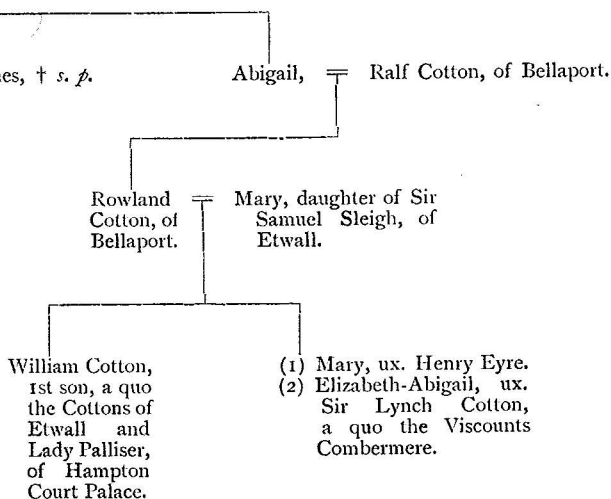 es, † s. p.
Abigail, = Ralf Cotton, of Bellaport.
Rowland
Cotton, of
Bellaport.
= Mary, daughter of Sir
Samuel Sleigh, of
Etwall.
William Cotton,
1st son, a quo
the Cottons of
Etwall and
Lady Palliser,
of Hampton
Court Palace.
(1) Mary, ux. Henry Eyre.
(2) Elizabeth-Abigail, ux.
Sir Lynch Cotton,
a quo the Viscounts
Combermere.